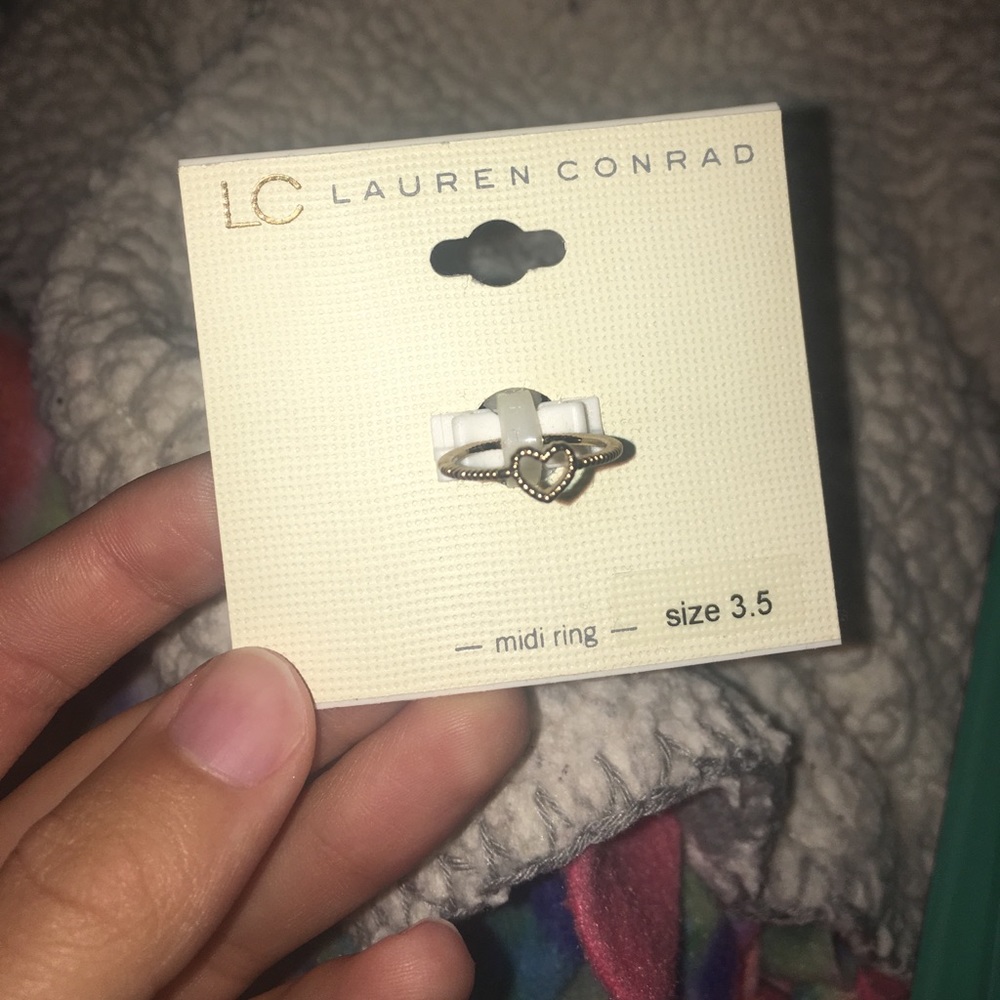 LC LAUREN CONRAD
— midi ring — size 3.5